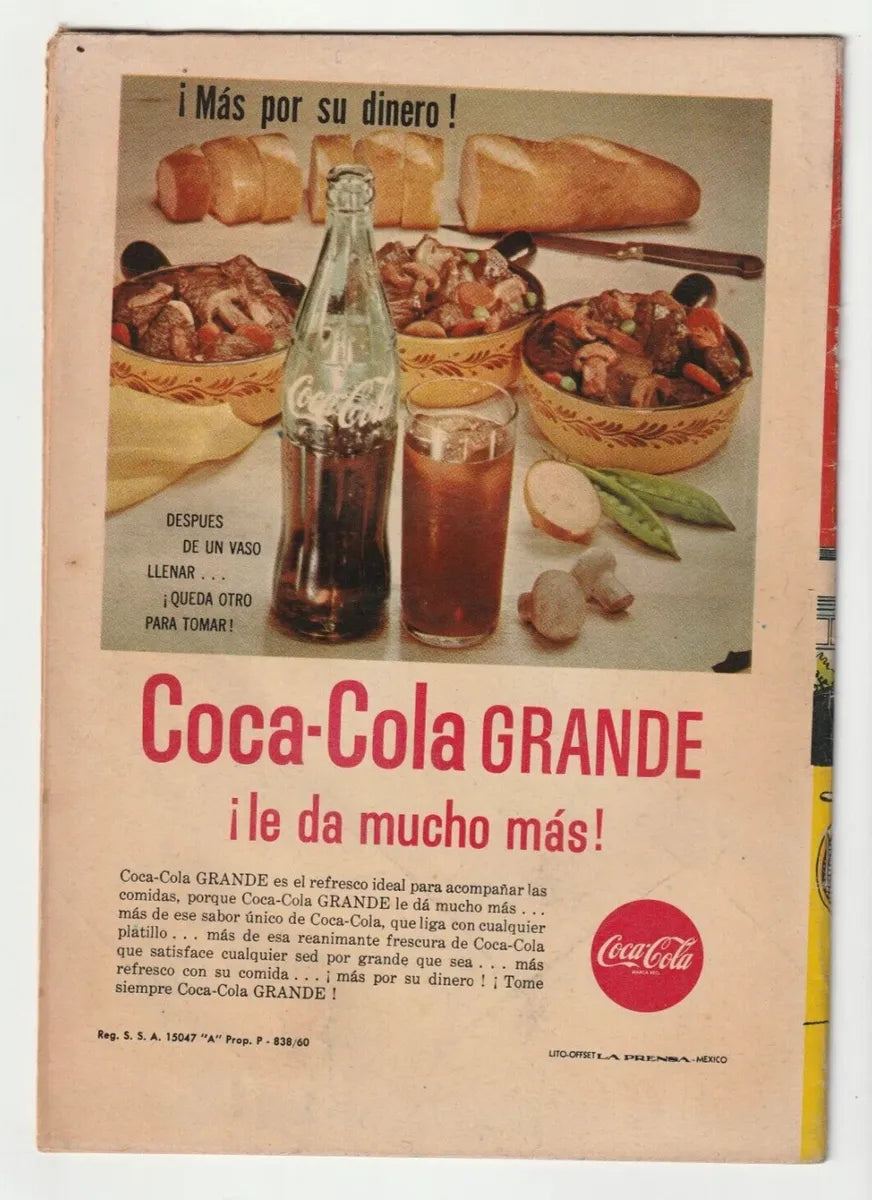 ¡Más por su dinero!
Coca-Cola
DESPUES
DE UN VASO
LLENAR...
¡QUEDA OTRO
PARA TOMAR!
Coca-Cola GRANDE
¡le da mucho más!
Coca-Cola GRANDE es el refresco ideal para acompañar las
comidas, porque Coca-Cola GRANDE le dá mucho más...
más de ese sabor único de Coca-Cola, que liga con cualquier
platillo... más de esa reanimante frescura de Coca-Cola
que satisface cualquier sed por grande que sea... más
refresco con su comida...¡más por su dinero! ¡Tome
siempre Coca-Cola GRANDE!
Coca-Cola
MARCA REG.
Reg. S. S. A. 15047 "A" Prop. P - 838/60
LITO-OFFSET LA PRENSA.-MEXICO